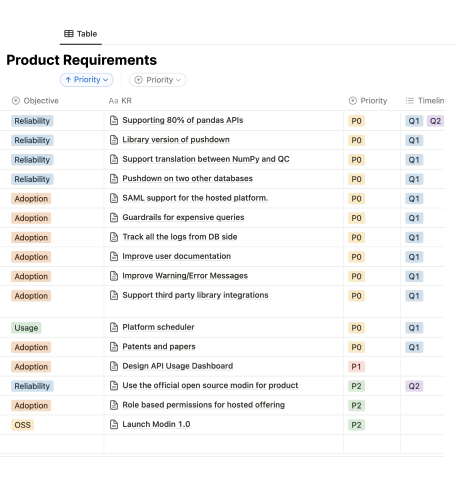 Table
Product Requirements
↑ Priority
Priority
Objective Aa KR Priority Timelin
Reliability Supporting 80% of pandas APIs P0 Q1 Q2
Reliability Library version of pushdown P0 Q1
Reliability Support translation between NumPy and QC P0 Q1
Reliability Pushdown on two other databases P0 Q1
Adoption SAML support for the hosted platform. P0 Q1
Adoption Guardrails for expensive queries P0 Q1
Adoption Track all the logs from DB side P0 Q1
Adoption Improve user documentation P0 Q1
Adoption Improve Warning/Error Messages P0 Q1
Adoption Support third party library integrations P0 Q1
Usage Platform scheduler P0 Q1
Adoption Patents and papers P0 Q1
Adoption Design API Usage Dashboard P1
Reliability Use the official open source modin for product P2 Q2
Adoption Role based permissions for hosted offering P2
OSS Launch Modin 1.0 P2